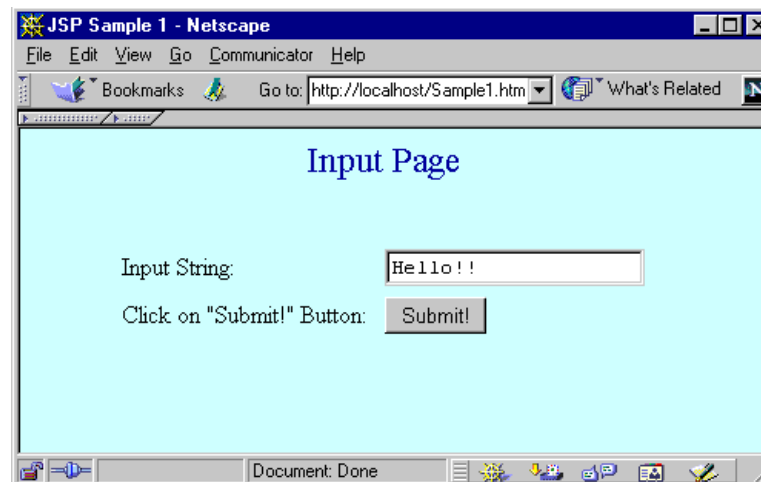 JSP Sample 1 - Netscape
File Edit View Go Communicator Help
Bookmarks Go to: http://localhost/Sample1.htm What's Related N
Input Page
Input String: Hello!!
Click on "Submit!" Button: Submit!
Document: Done